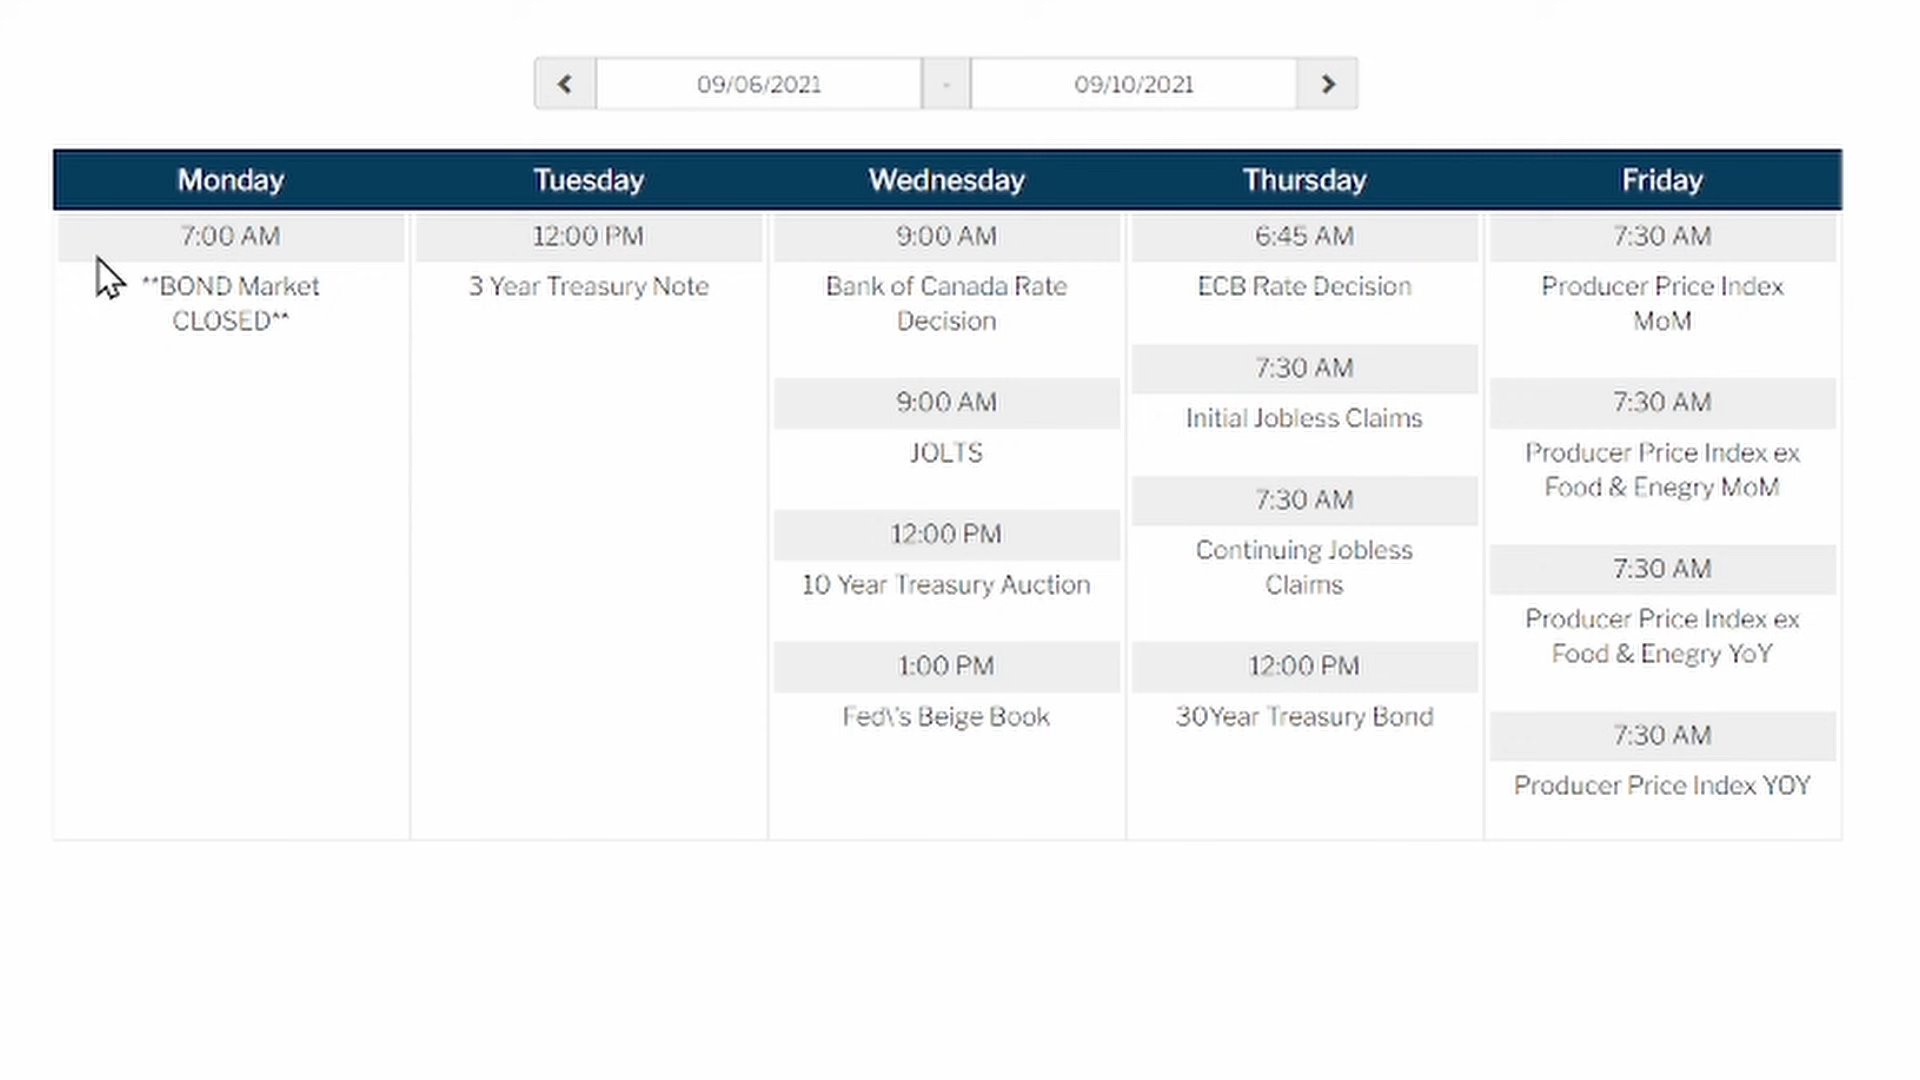 09/06/2021 - 09/10/2021
Monday Tuesday Wednesday Thursday Friday
7:00 AM
**BOND Market
CLOSED**
12:00 PM
3 Year Treasury Note
9:00 AM
Bank of Canada Rate
Decision
9:00 AM
JOLTS
12:00 PM
10 Year Treasury Auction
1:00 PM
Fed\'s Beige Book
6:45 AM
ECB Rate Decision
7:30 AM
Initial Jobless Claims
7:30 AM
Continuing Jobless
Claims
12:00 PM
30Year Treasury Bond
7:30 AM
Producer Price Index
MoM
7:30 AM
Producer Price Index ex
Food & Enegry MoM
7:30 AM
Producer Price Index ex
Food & Enegry YoY
7:30 AM
Producer Price Index YOY